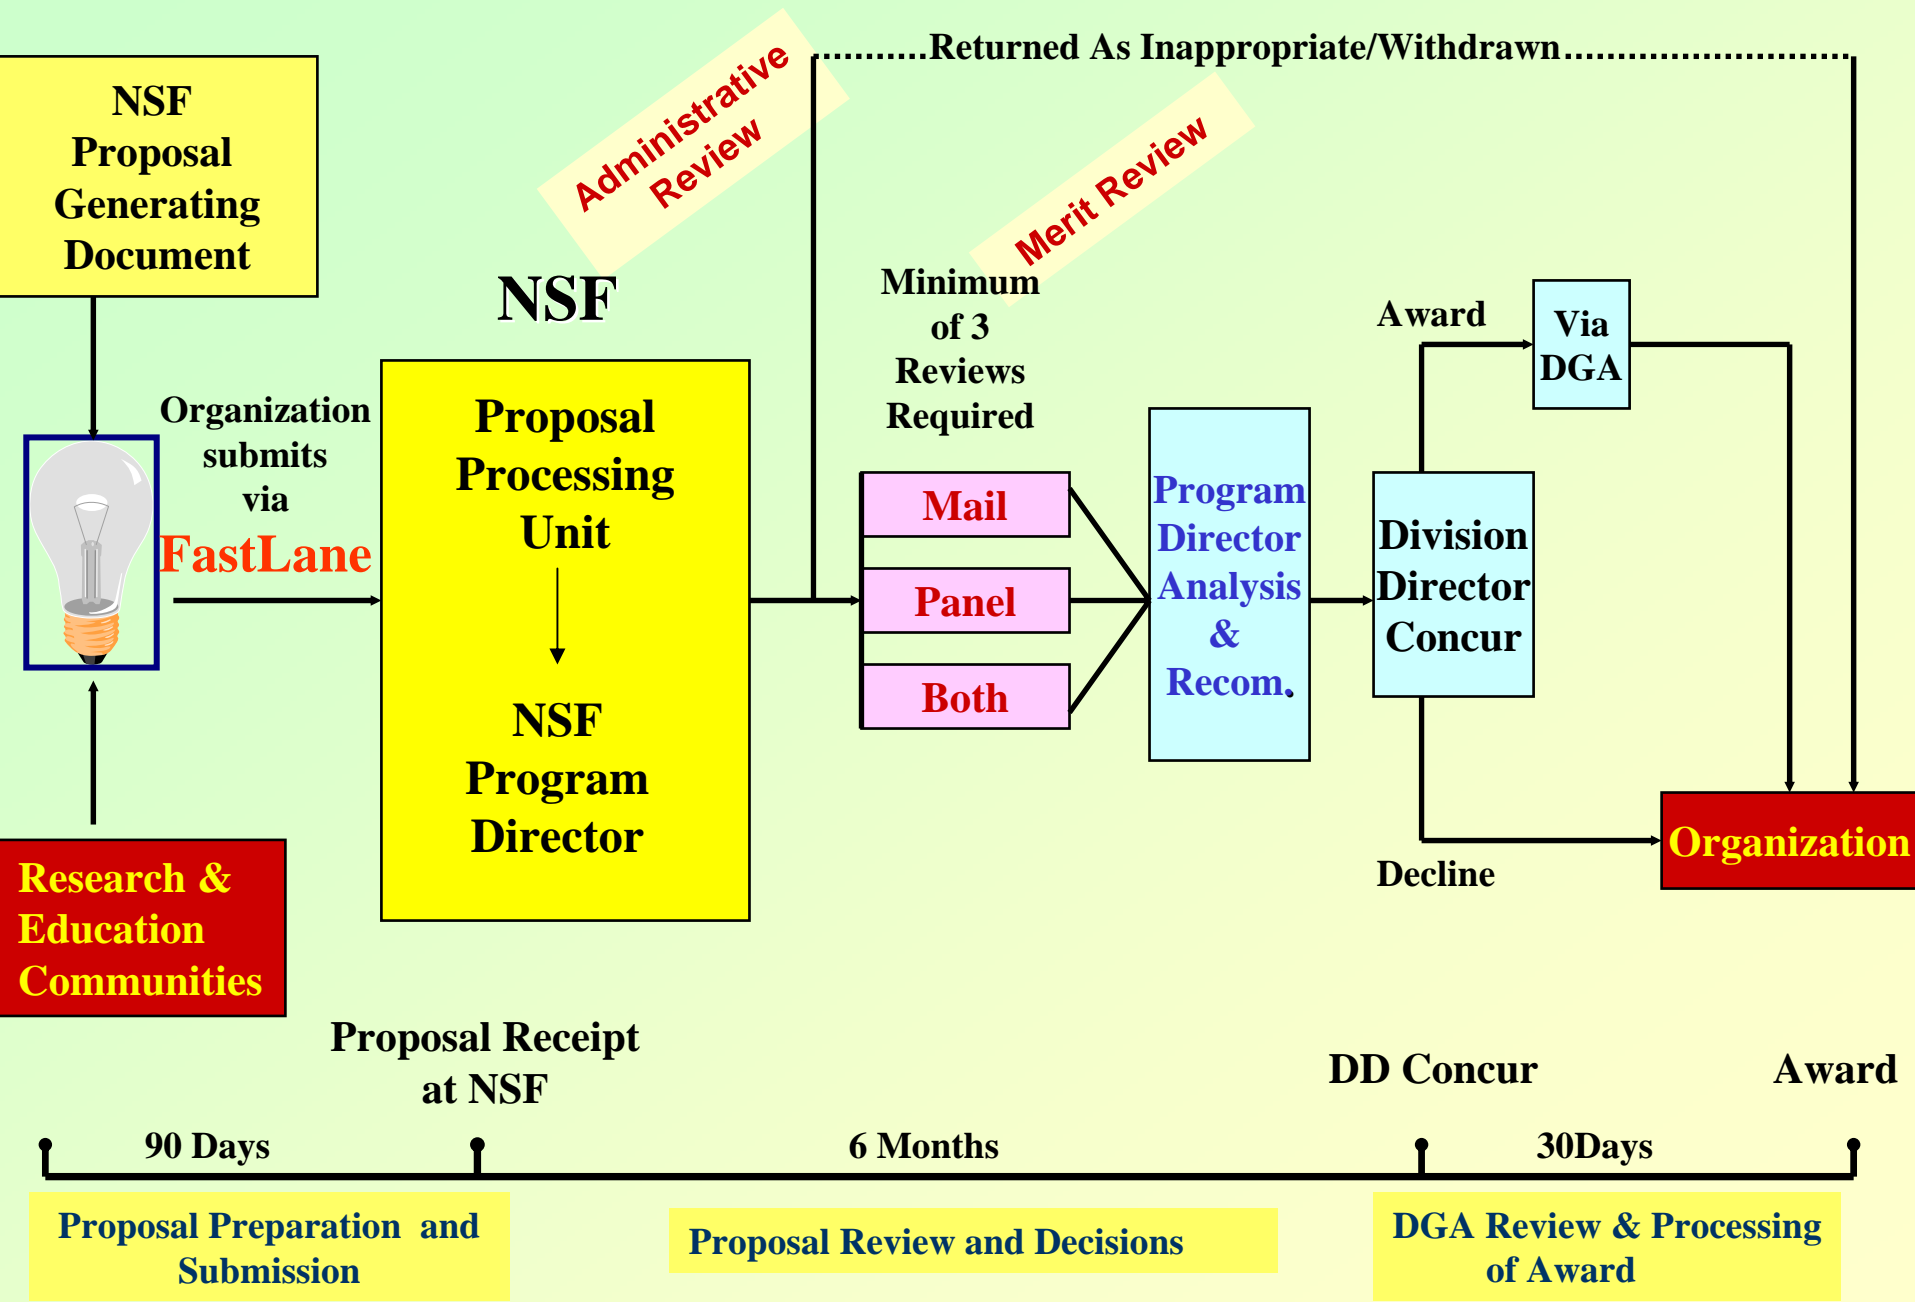 NSF
Proposal
Generating
Document
Administrative
Review
............Returned As Inappropriate/Withdrawn...........................
Merit Review
NSF
Organization
submits
via
FastLane
Research &
Education
Communities
Proposal
Processing
Unit
NSF
Program
Director
Minimum
of 3
Reviews
Required
Mail
Panel
Both
Program
Director
Analysis
&
Recom.
Division
Director
Concur
Award
Via
DGA
Decline
Organization
Proposal Receipt
at NSF
DD Concur
Award
90 Days
6 Months
30Days
Proposal Preparation and
Submission
Proposal Review and Decisions
DGA Review & Processing
of Award